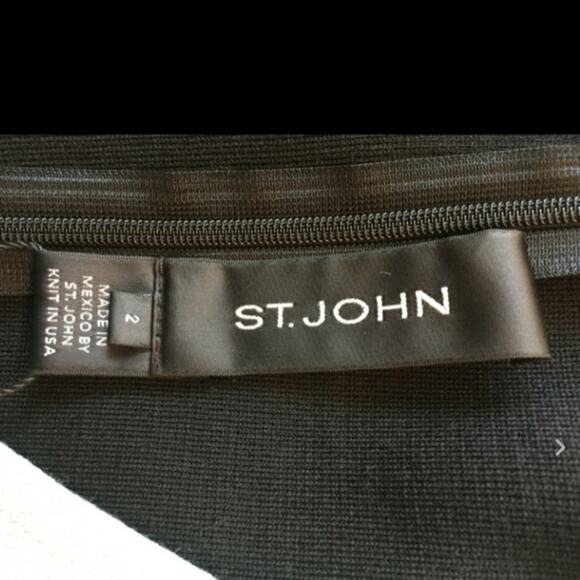 MADE IN
MEXICO BY
ST. JOHN
KNIT IN USA
2
ST. JOHN